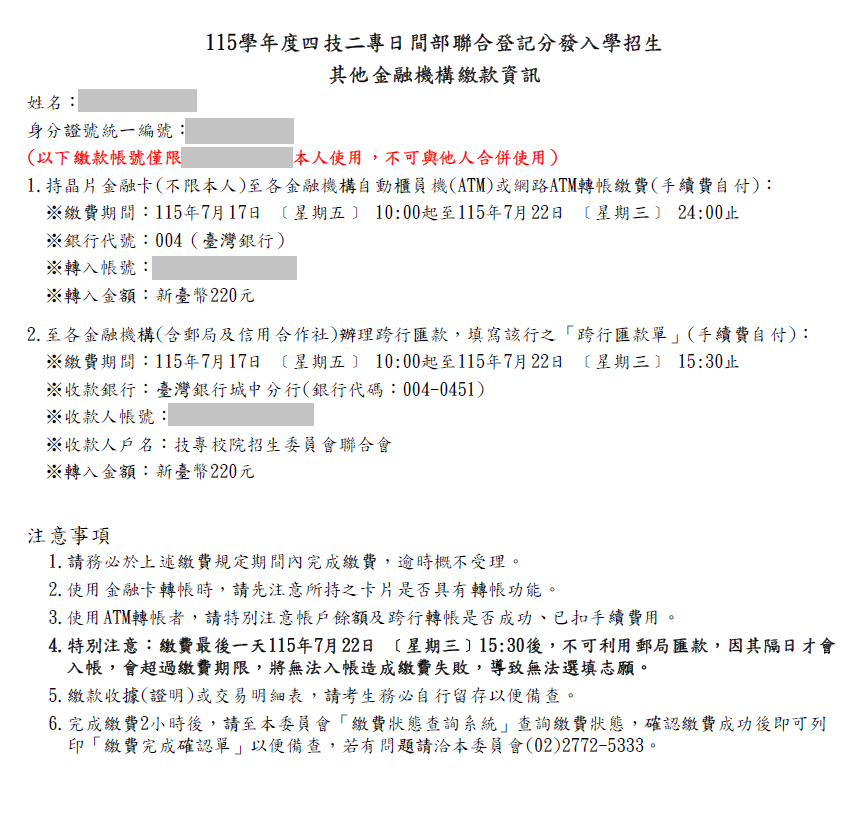 115學年度四技二專日間部聯合登記分發入學招生
其他金融機構繳款資訊
姓名：
身分證號統一編號：
(以下繳款帳號僅限本人使用，不可與他人合併使用)
1.持晶片金融卡(不限本人)至各金融機構自動櫃員機(ATM)或網路ATM轉帳繳費(手續費自付)：
※繳費期間：115年7月17日 〔星期五〕 10:00起至115年7月22日 〔星期三〕 24:00止
※銀行代號：004（臺灣銀行）
※轉入帳號：
※轉入金額：新臺幣220元
2.至各金融機構(含郵局及信用合作社)辦理跨行匯款，填寫該行之「跨行匯款單」(手續費自付)：
※繳費期間：115年7月17日 〔星期五〕 10:00起至115年7月22日 〔星期三〕 15:30止
※收款銀行：臺灣銀行城中分行(銀行代碼：004-0451)
※收款人帳號：
※收款人戶名：技專校院招生委員會聯合會
※轉入金額：新臺幣220元
注意事項
1.請務必於上述繳費規定期間內完成繳費，逾時概不受理。
2.使用金融卡轉帳時，請先注意所持之卡片是否具有轉帳功能。
3.使用ATM轉帳者，請特別注意帳戶餘額及跨行轉帳是否成功、已扣手續費用。
4.特別注意：繳費最後一天115年7月22日 〔星期三〕15:30後，不可利用郵局匯款，因其隔日才會
入帳，會超過繳費期限，將無法入帳造成繳費失敗，導致無法選填志願。
5.繳款收據(證明)或交易明細表，請考生務必自行留存以便備查。
6.完成繳費2小時後，請至本委員會「繳費狀態查詢系統」查詢繳費狀態，確認繳費成功後即可列
印「繳費完成確認單」以便備查，若有問題請洽本委員會(02)2772-5333。